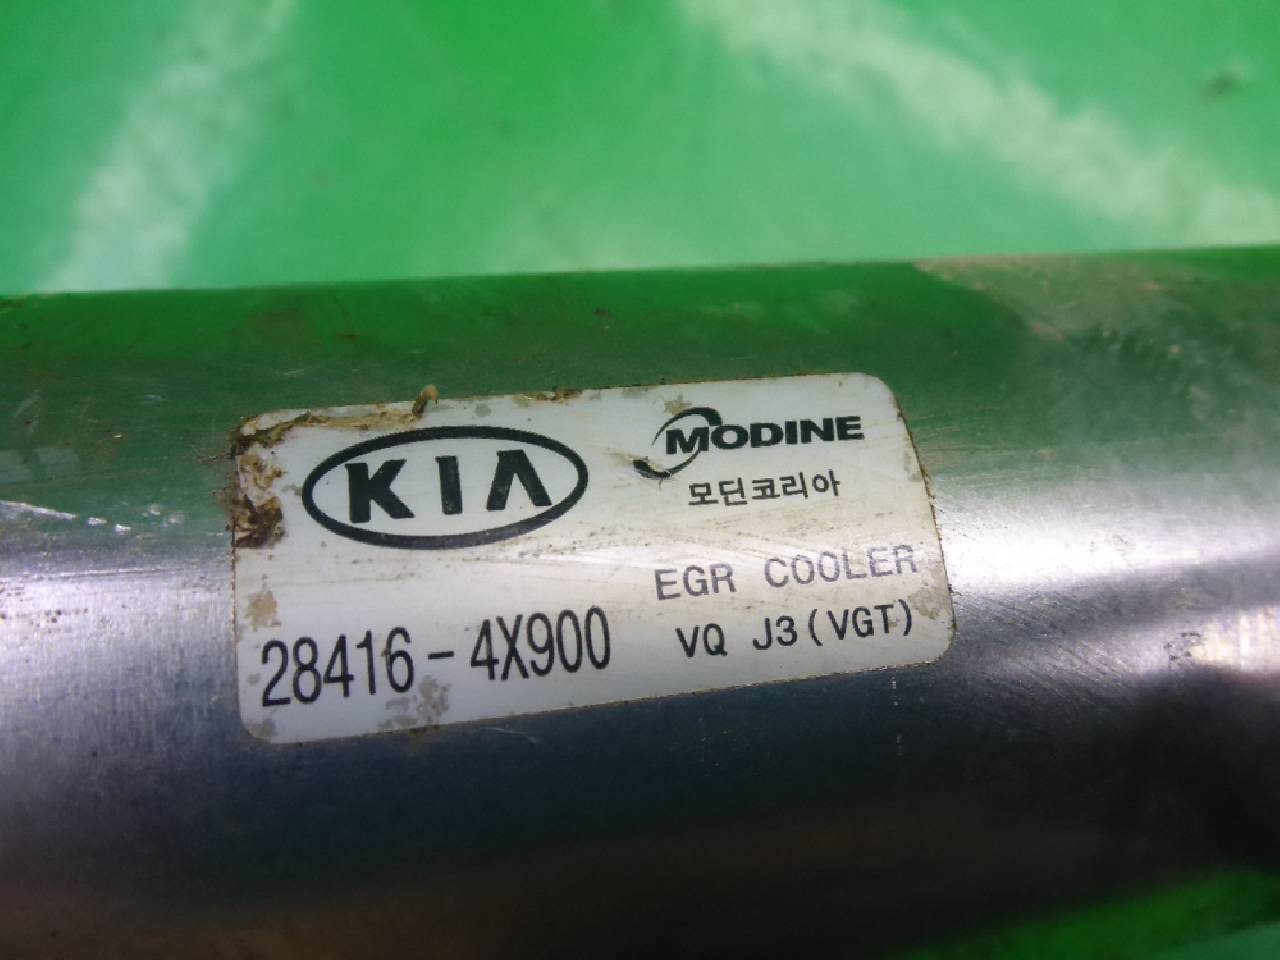 KIA
MODINE
모딘코리아
EGR COOLER
28416-4X900
VQ J3(VGT)